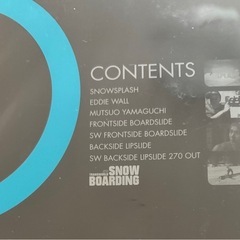 CONTENTS
SNOWSPLASH
EDDIE WALL
MUTSUO YAMAGUCHI
FRONTSIDE BOARDSLIDE
SW FRONTSIDE BOARDSLIDE
BACKSIDE LIPSLIDE
SW BACKSIDE LIPSLIDE 270 OUT
SNOW
BOARDING